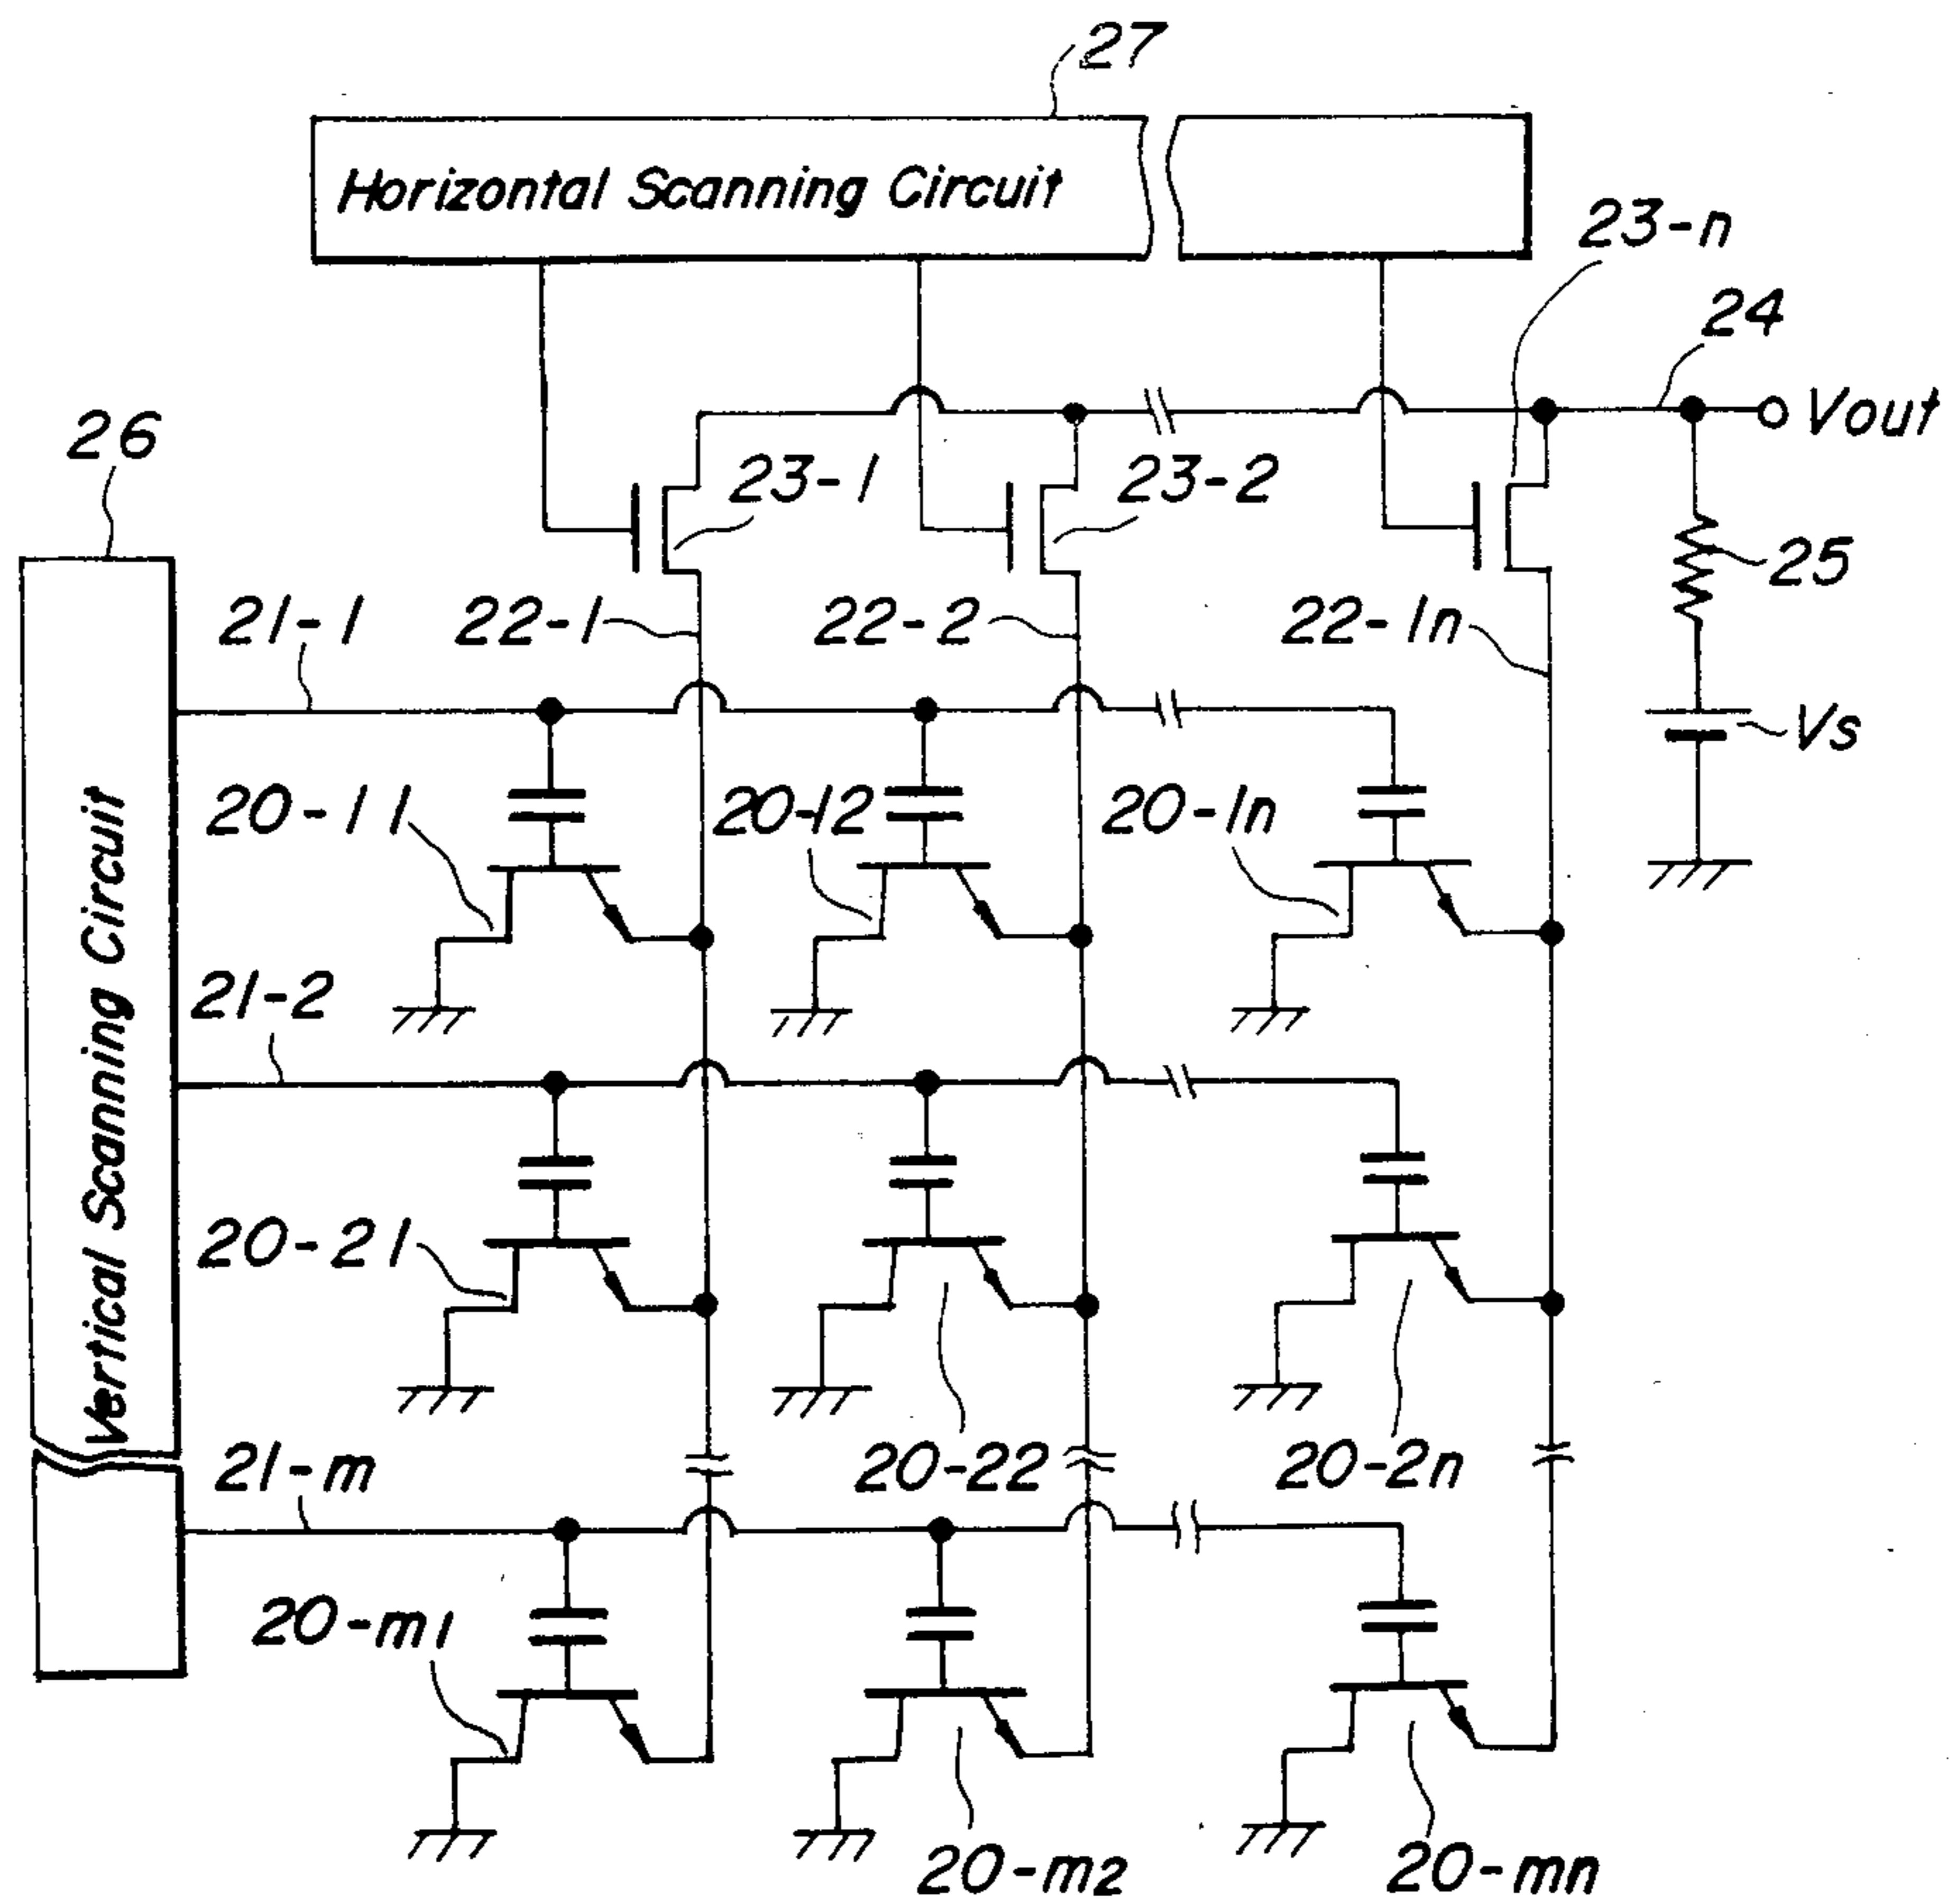 27
Horizontal Scanning Circuit
23-n
24
Vout
26
23-1
23-2
25
21-1
22-1
22-2
22-1n
Vs
20-11
20-12
20-1n
Vertical Scanning Circuit
21-2
20-21
21-m
20-22
20-2n
20-m1
20-m2
20-mn